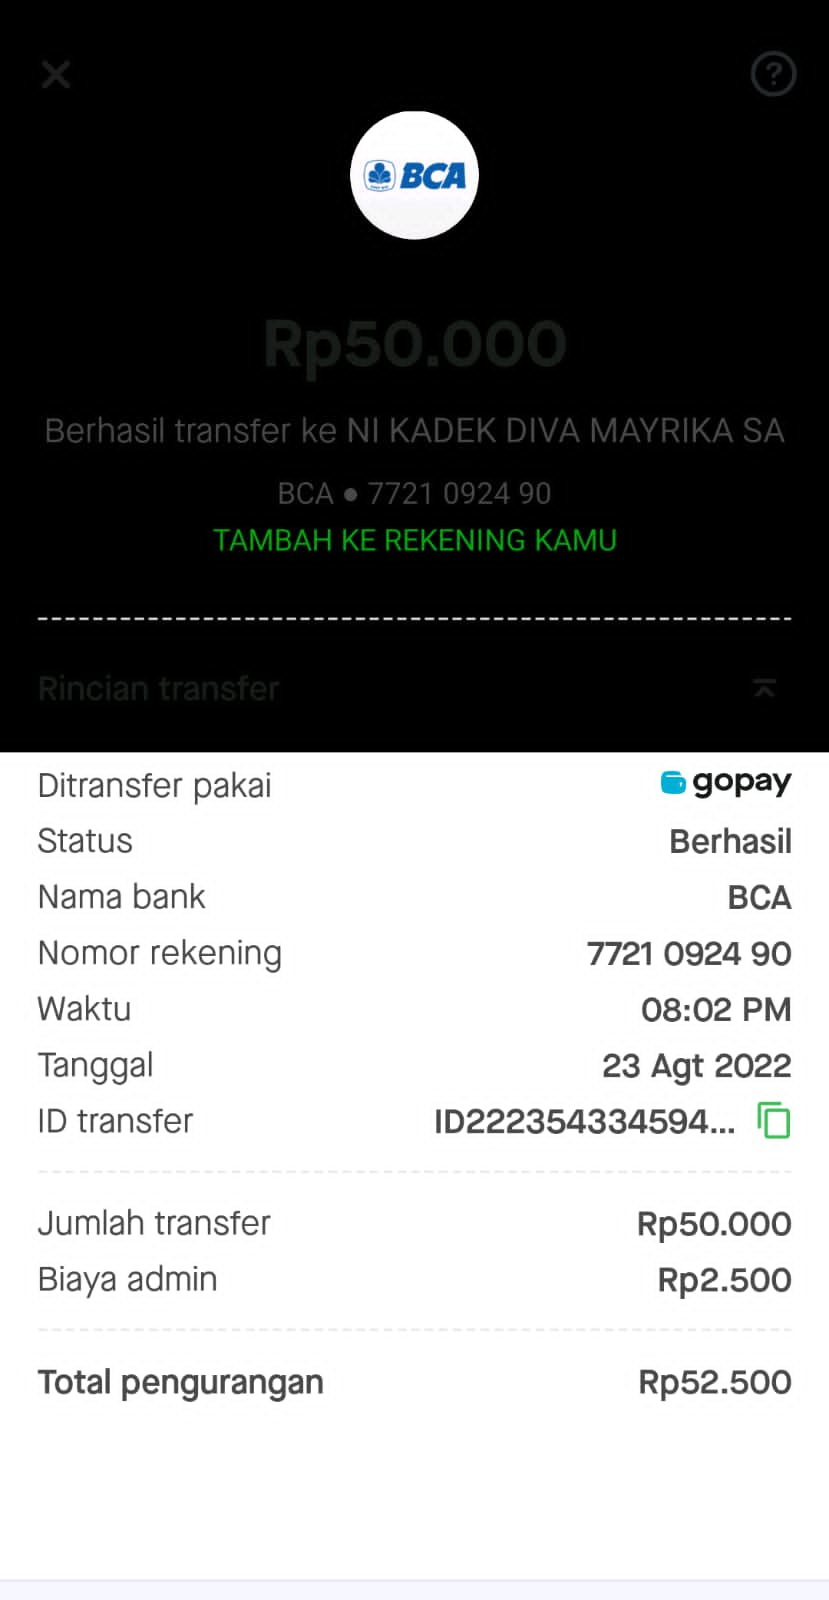 BCA
Rp50.000
Berhasil transfer ke NI KADEK DIVA MAYRIKA SA
BCA ● 7721 0924 90
TAMBAH KE REKENING KAMU
Rincian transfer
Ditransfer pakai gopay
Status Berhasil
Nama bank BCA
Nomor rekening 7721 0924 90
Waktu 08:02 PM
Tanggal 23 Agt 2022
ID transfer ID222354334594...
Jumlah transfer Rp50.000
Biaya admin Rp2.500
Total pengurangan Rp52.500